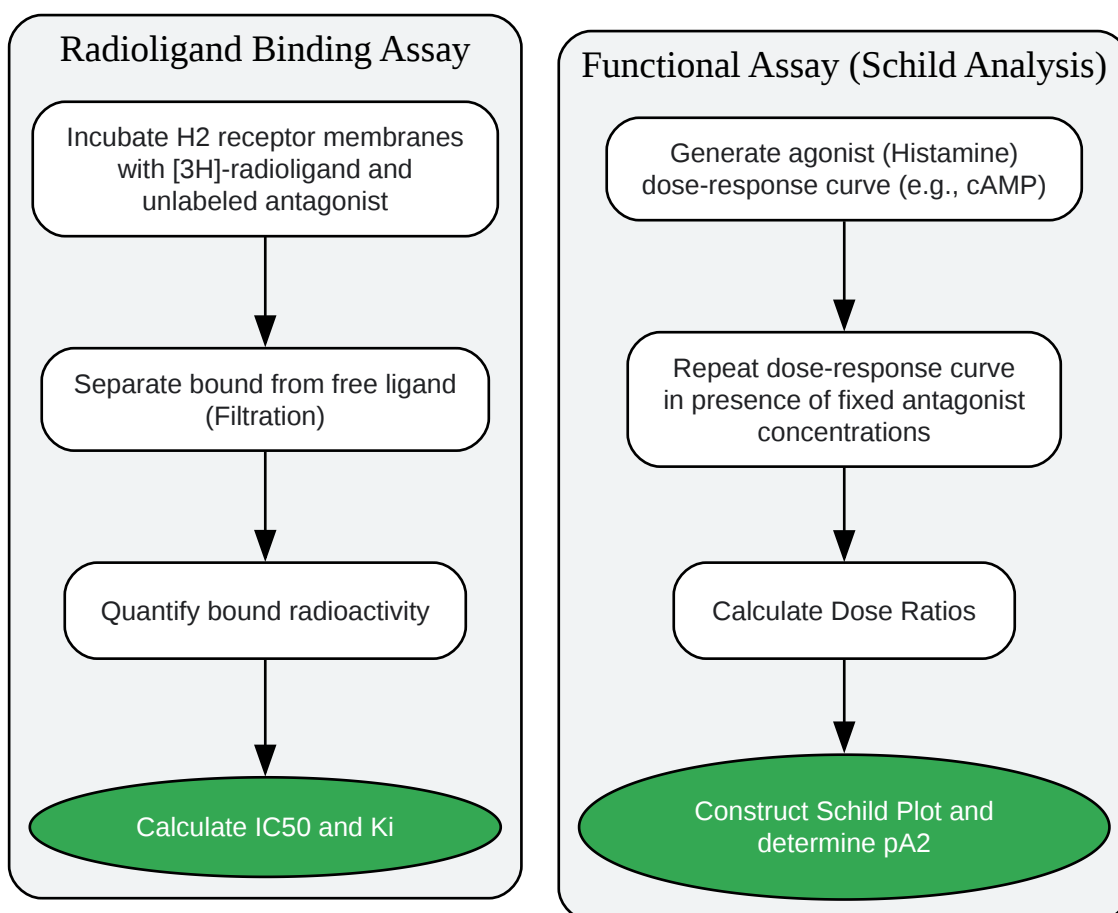 Radioligand Binding Assay
Incubate H2 receptor membranes
with [3H]-radioligand and
unlabeled antagonist
Separate bound from free ligand
(Filtration)
Quantify bound radioactivity
Calculate IC50 and Ki
Functional Assay (Schild Analysis)
Generate agonist (Histamine)
dose-response curve (e.g., cAMP)
Repeat dose-response curve
in presence of fixed antagonist
concentrations
Calculate Dose Ratios
Construct Schild Plot and
determine pA2